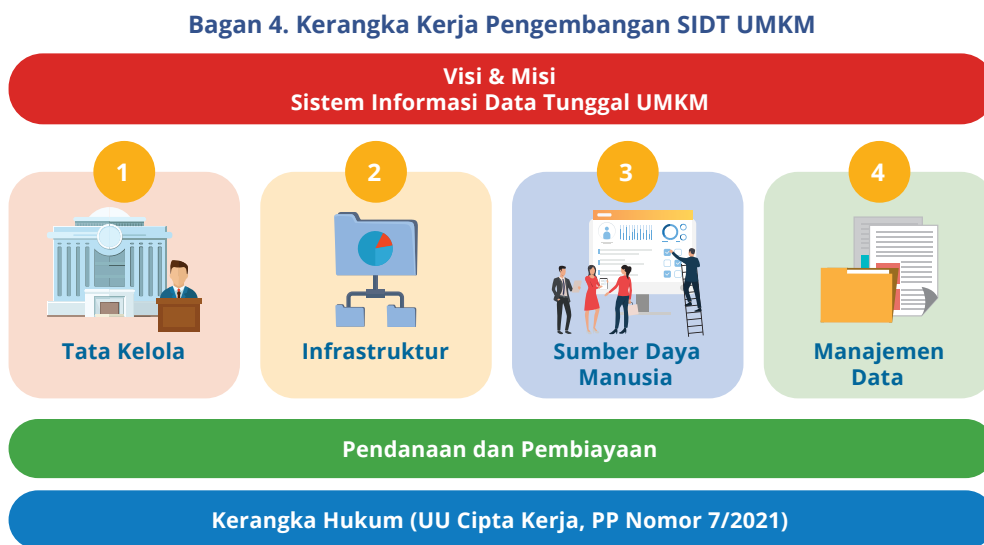 Bagan 4. Kerangka Kerja Pengembangan SIDT UMKM
Visi & Misi
Sistem Informasi Data Tunggal UMKM
1
2
3
4
Tata Kelola
Infrastruktur
Sumber Daya
Manusia
Manajemen
Data
Pendanaan dan Pembiayaan
Kerangka Hukum (UU Cipta Kerja, PP Nomor 7/2021)